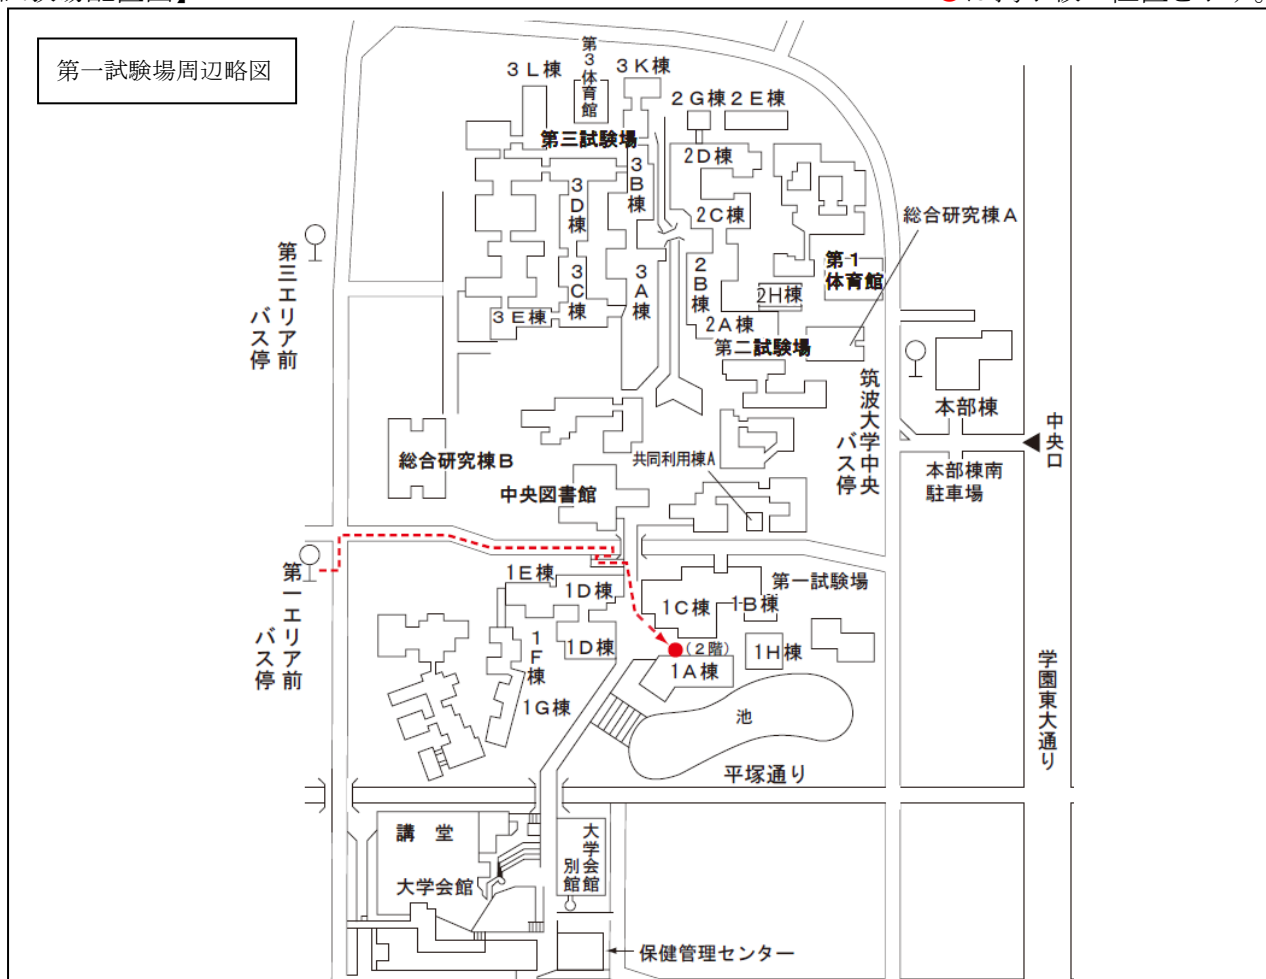 第一試験場周辺略図
第3体育館
3L棟
3K棟
2G棟
2E棟
第三試験場
2D棟
3B棟
3D棟
2C棟
総合研究棟A
第三エリア前
バス停
第1
体育館
3C棟
3A棟
2B棟
2H棟
3E棟
2A棟
第二試験場
筑波大学中央
バス停
本部棟
中央口
総合研究棟B
共同利用棟A
本部棟南
駐車場
中央図書館
第一エリア前
バス停
1E棟
1D棟
第一試験場
1C棟
1B棟
1F棟
1D棟
(2階)
1H棟
1A棟
1G棟
池
学園東大通り
平塚通り
講 堂
大学会館
別館
大学会館
保健管理センター